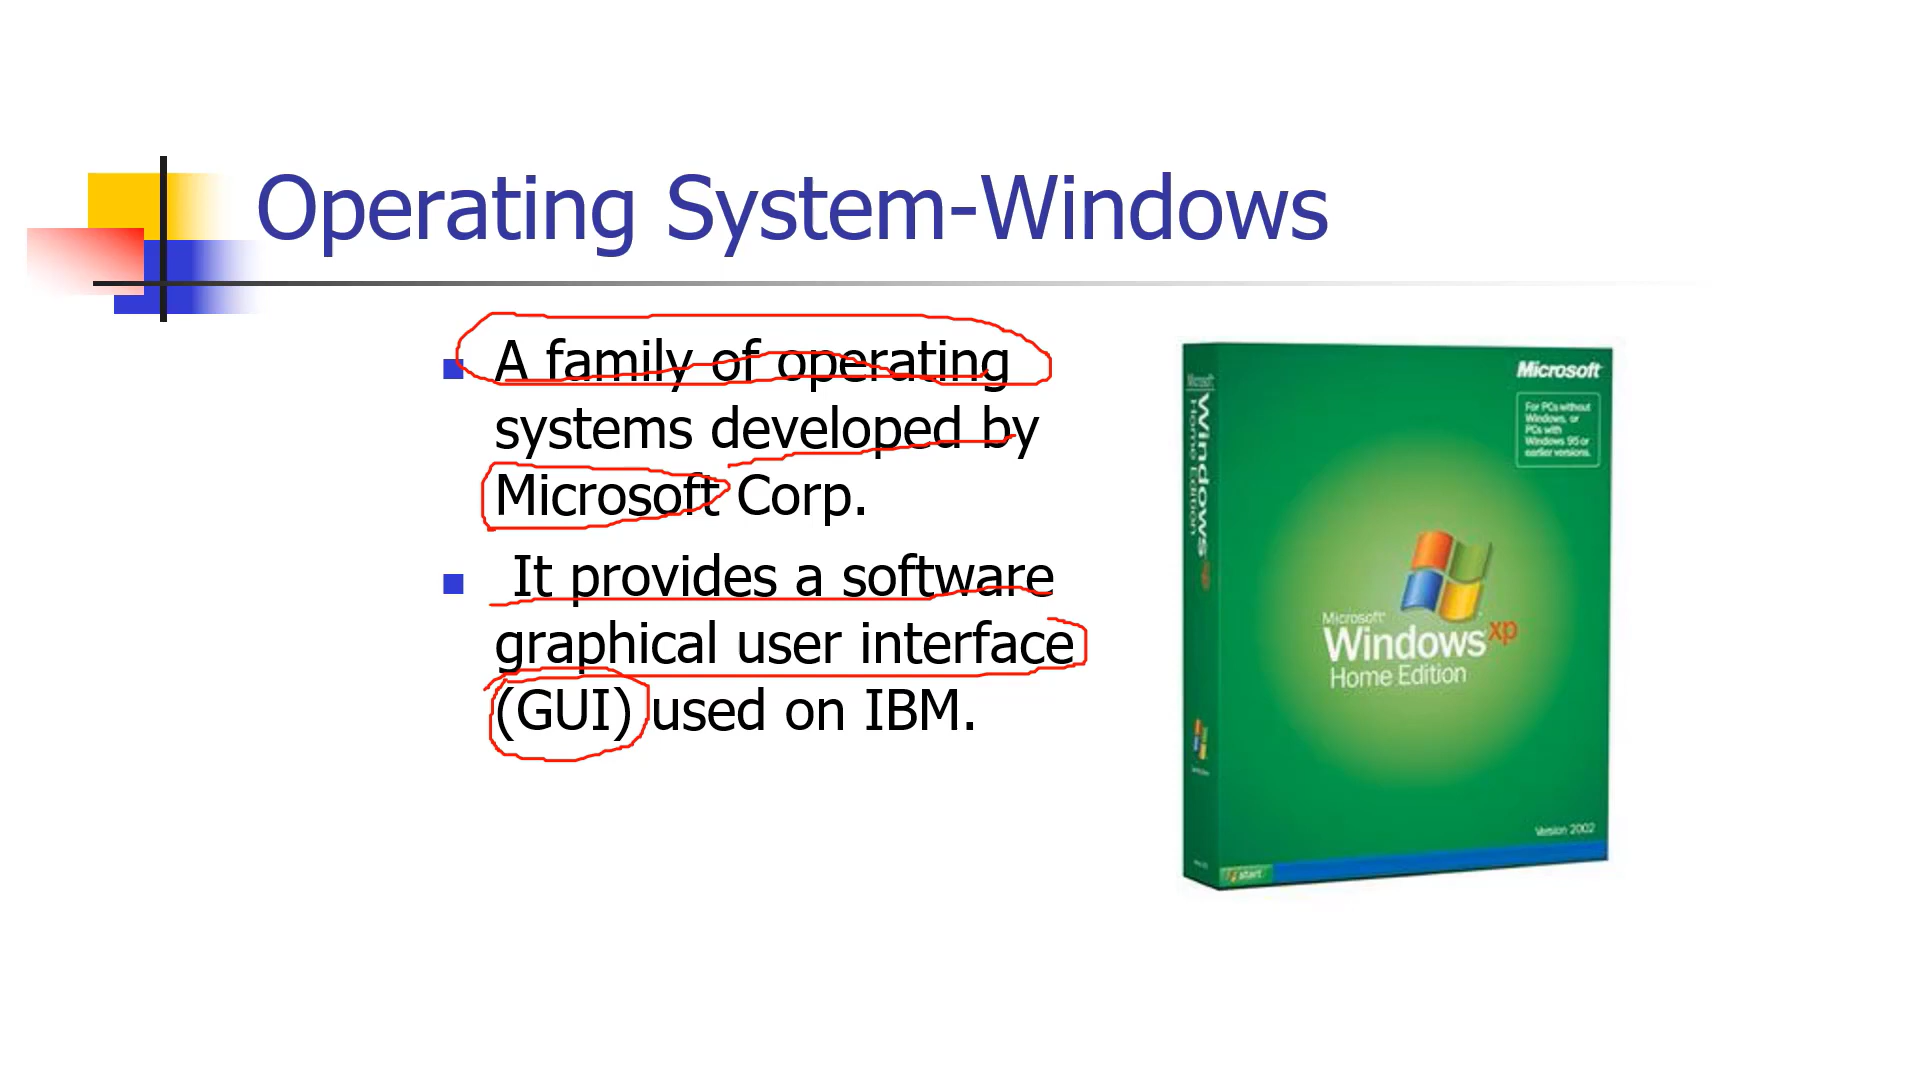 Operating System-Windows
A family of operating
systems developed by
Microsoft Corp.
It provides a software
graphical user interface
(GUI) used on IBM.
Microsoft
Windows
Home Edition
Microsoft
For PCs without
Windows, or
PCs with
Windows 95 or
earlier versions.
Microsoft
Windows xp
Home Edition
Version 2002
start